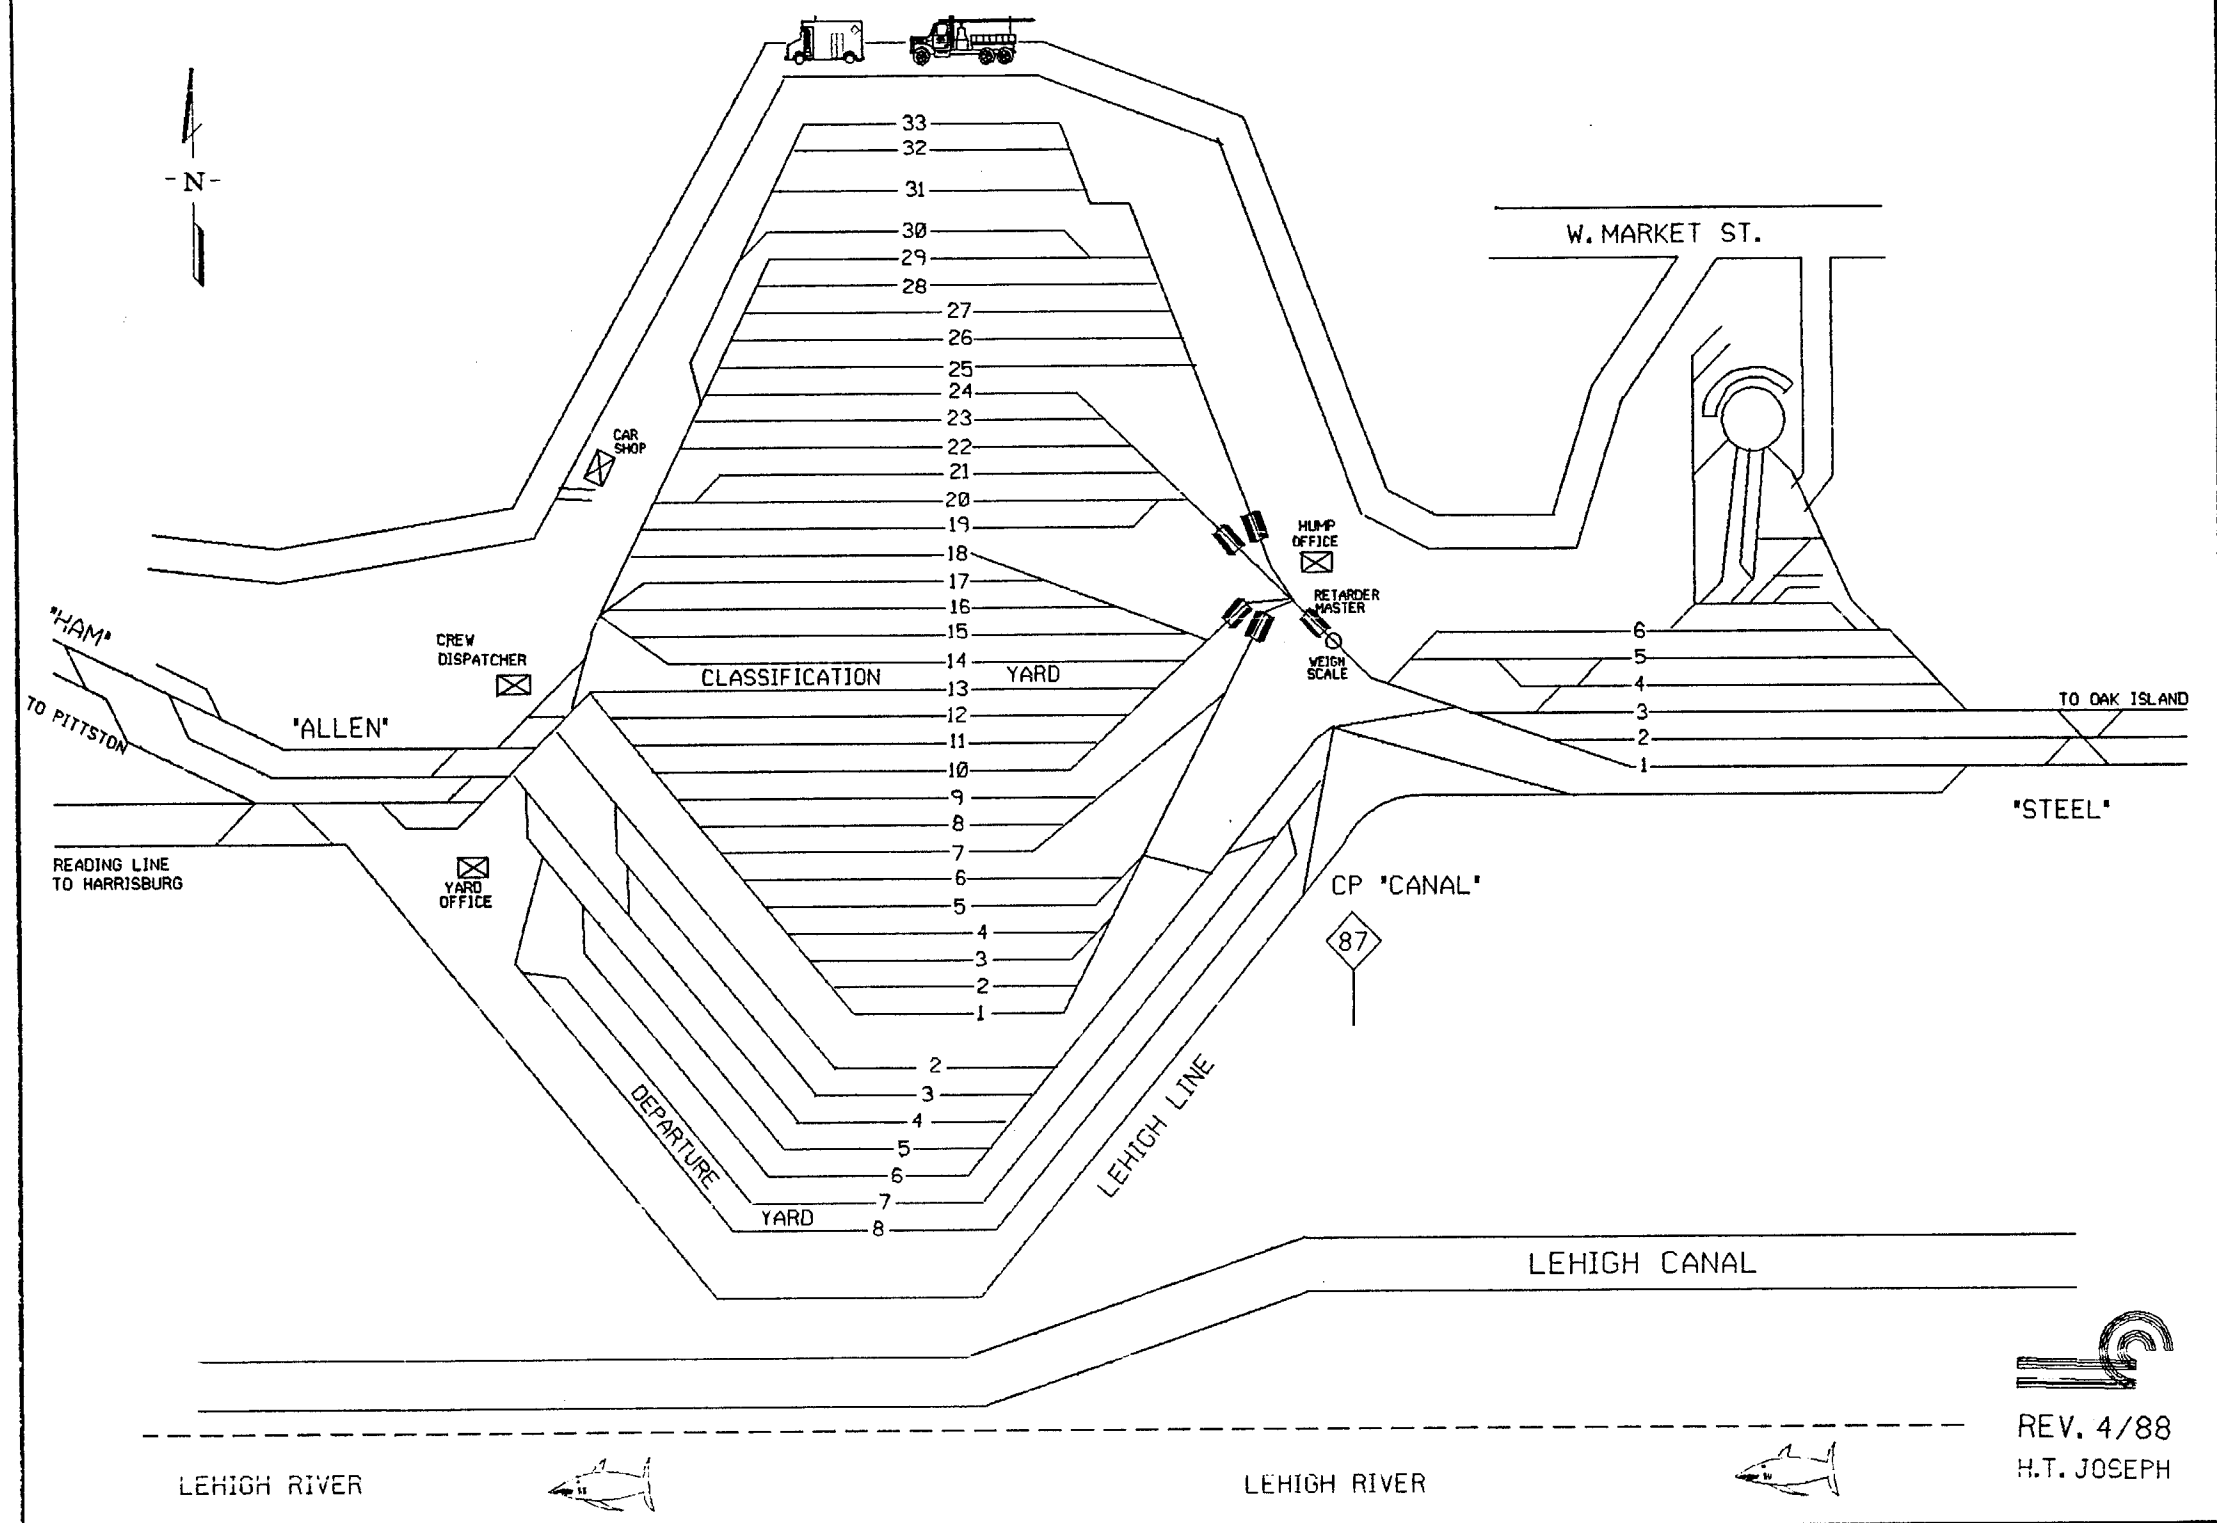 - N -
33
32
31
30
29
28
27
26
25
24
23
22
21
20
19
18
17
16
15
14
13
12
11
10
9
8
7
6
5
4
3
2
1
CLASSIFICATION YARD
W. MARKET ST.
CAR
SHOP
HUMP
OFFICE
RETARDER
MASTER
WEIGH
SCALE
CREW
DISPATCHER
"HAM"
TO PITTSTON
"ALLEN"
READING LINE
TO HARRISBURG
YARD
OFFICE
6
5
4
3
2
1
TO OAK ISLAND
"STEEL"
CP "CANAL"
87
2
3
4
5
6
7
8
DEPARTURE
YARD
LEHIGH LINE
LEHIGH CANAL
LEHIGH RIVER
LEHIGH RIVER
REV. 4/88
H.T. JOSEPH